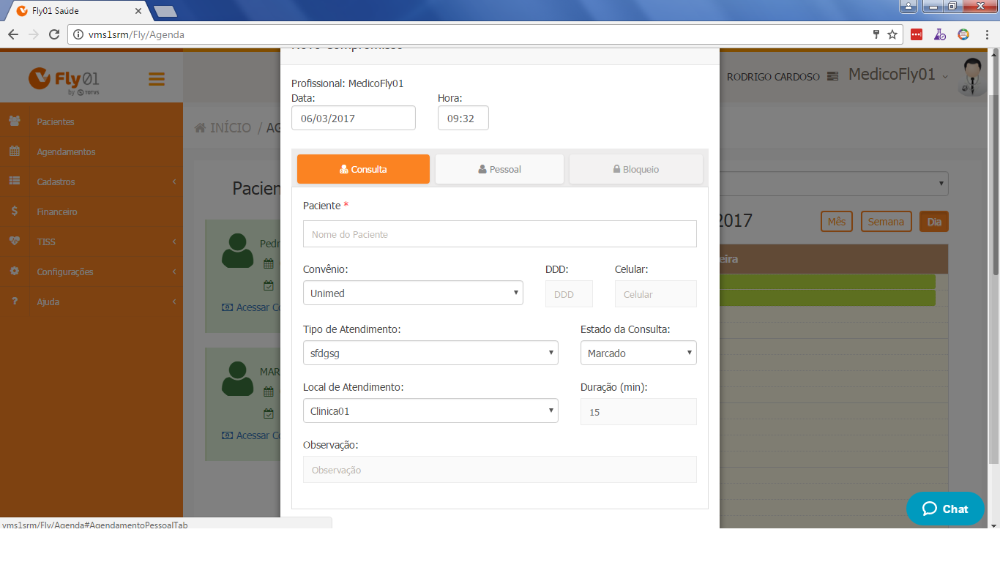 Fly01 Saúde
vms1srm/Fly/Agenda
Fly01
by TOTVS
RODRIGO CARDOSO MedicoFly01
Pacientes
Agendamentos
Cadastros
Financeiro
TISS
Configurações
Ajuda
INÍCIO / AG
Pacien
Pedr
Acessar Co
MAR
Acessar Co
Profissional: MedicoFly01
Data: Hora:
06/03/2017 09:32
Consulta Pessoal Bloqueio
Paciente *
Nome do Paciente
Convênio: DDD: Celular:
Unimed DDD Celular
Tipo de Atendimento: Estado da Consulta:
sfdgsg Marcado
Local de Atendimento: Duração (min):
Clinica01 15
Observação:
Observação
2017 Mês Semana Dia
eira
Chat
vms1srm/Fly/Agenda#AgendamentoPessoalTab